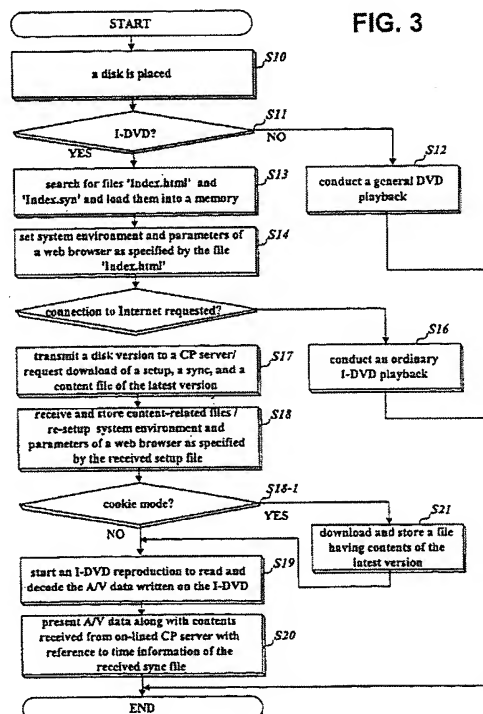 FIG. 3
START
S10
a disk is placed
S11
I-DVD?
NO
YES
S12
conduct a general DVD
playback
S13
search for files 'Index.html' and
'Index.syn' and load them into a memory
S14
set system environment and parameters of
a web browser as specified by the file
'Index.html'
connection to Internet requested?
S16
conduct an ordinary
I-DVD playback
S17
transmit a disk version to a CP server/
request download of a setup, a sync, and a
content file of the latest version
S18
receive and store content-related files /
re-setup system environment and
parameters of a web browser as specified
by the received setup file
S18-1
cookie mode?
YES
NO
S21
download and store a file
having contents of the
latest version
S19
start an I-DVD reproduction to read and
decode the A/V data written on the I-DVD
S20
present A/V data along with contents
received from on-lined CP server with
reference to time information of the
received sync file
END